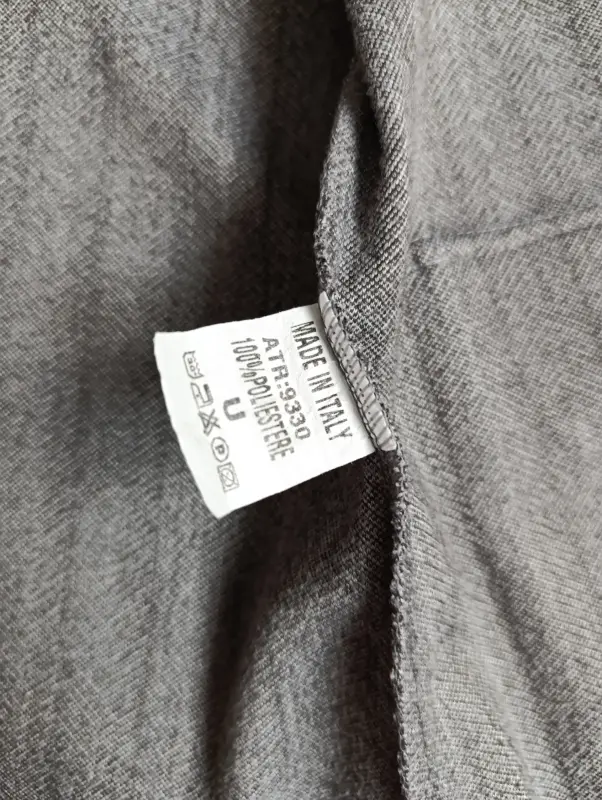 MADE IN ITALY
ATR:9330
100%POLIESTERE
U
P